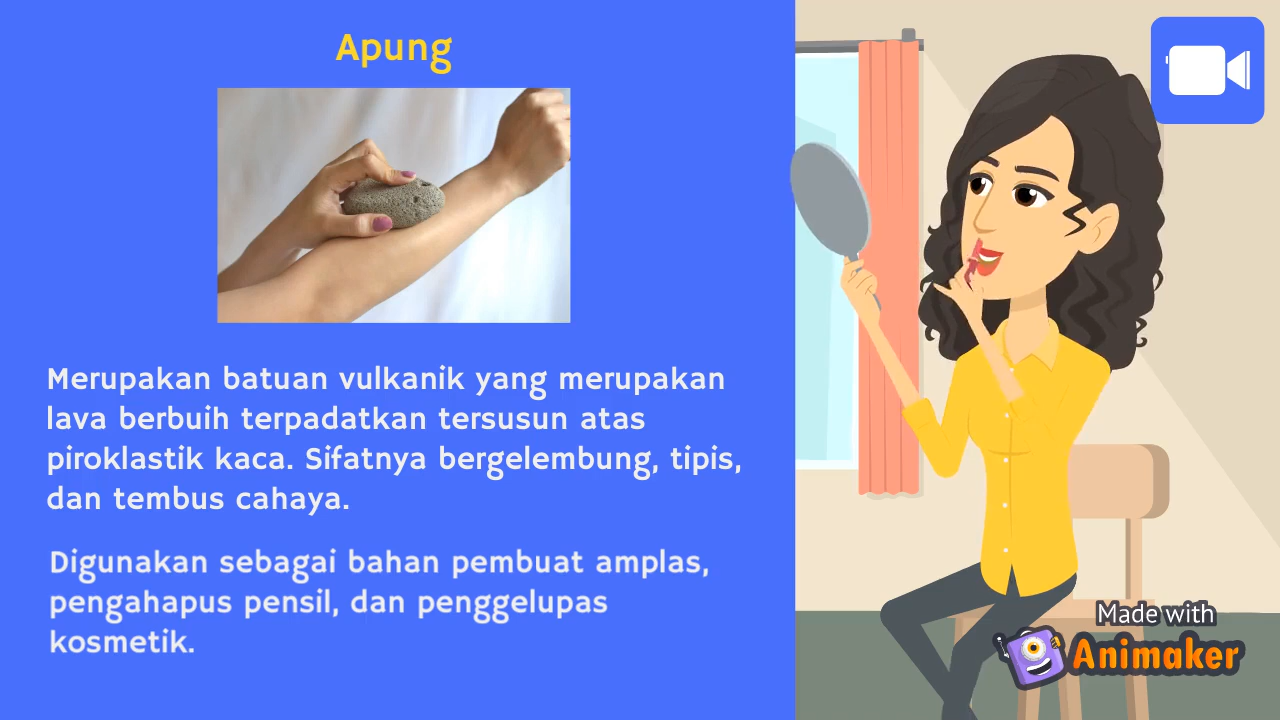 Apung
Merupakan batuan vulkanik yang merupakan
lava berbuih terpadatkan tersusun atas
piroklastik kaca. Sifatnya bergelembung, tipis,
dan tembus cahaya.
Digunakan sebagai bahan pembuat amplas,
pengahapus pensil, dan penggelupas
kosmetik.
Made with
Animaker